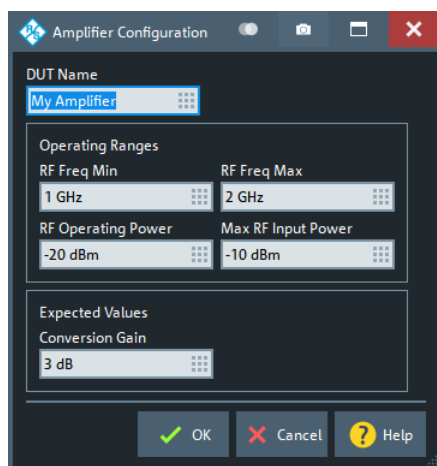 Amplifier Configuration
DUT Name
My Amplifier
Operating Ranges
RF Freq Min RF Freq Max
1 GHz 2 GHz
RF Operating Power Max RF Input Power
-20 dBm -10 dBm
Expected Values
Conversion Gain
3 dB
OK Cancel ? Help